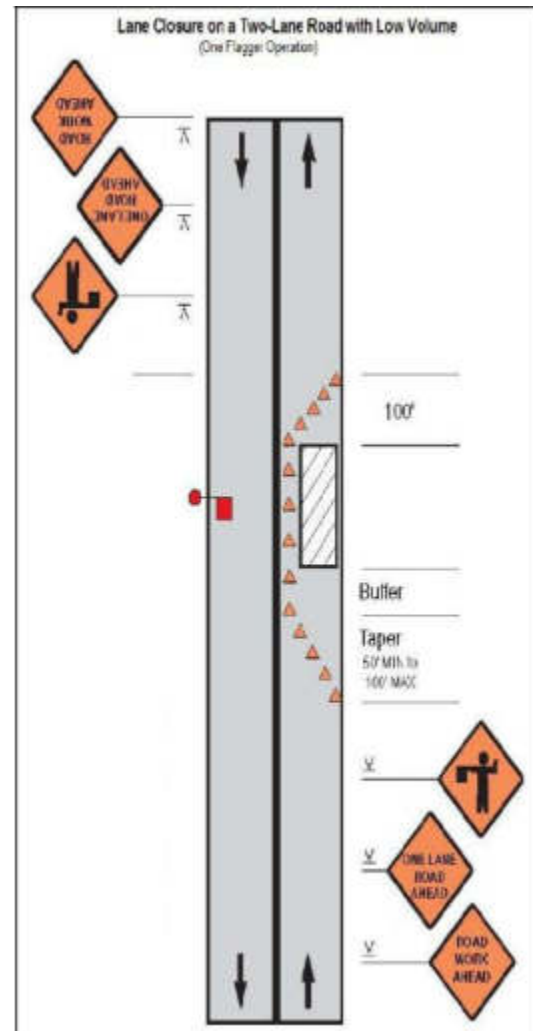 Lane Closure on a Two-Lane Road with Low Volume
(One Flagger Operation)
ROAD
WORK
AHEAD
ONE LANE
ROAD
AHEAD
100'
Buffer
Taper
50' MIN to
100' MAX
ONE LANE
ROAD
AHEAD
ROAD
WORK
AHEAD